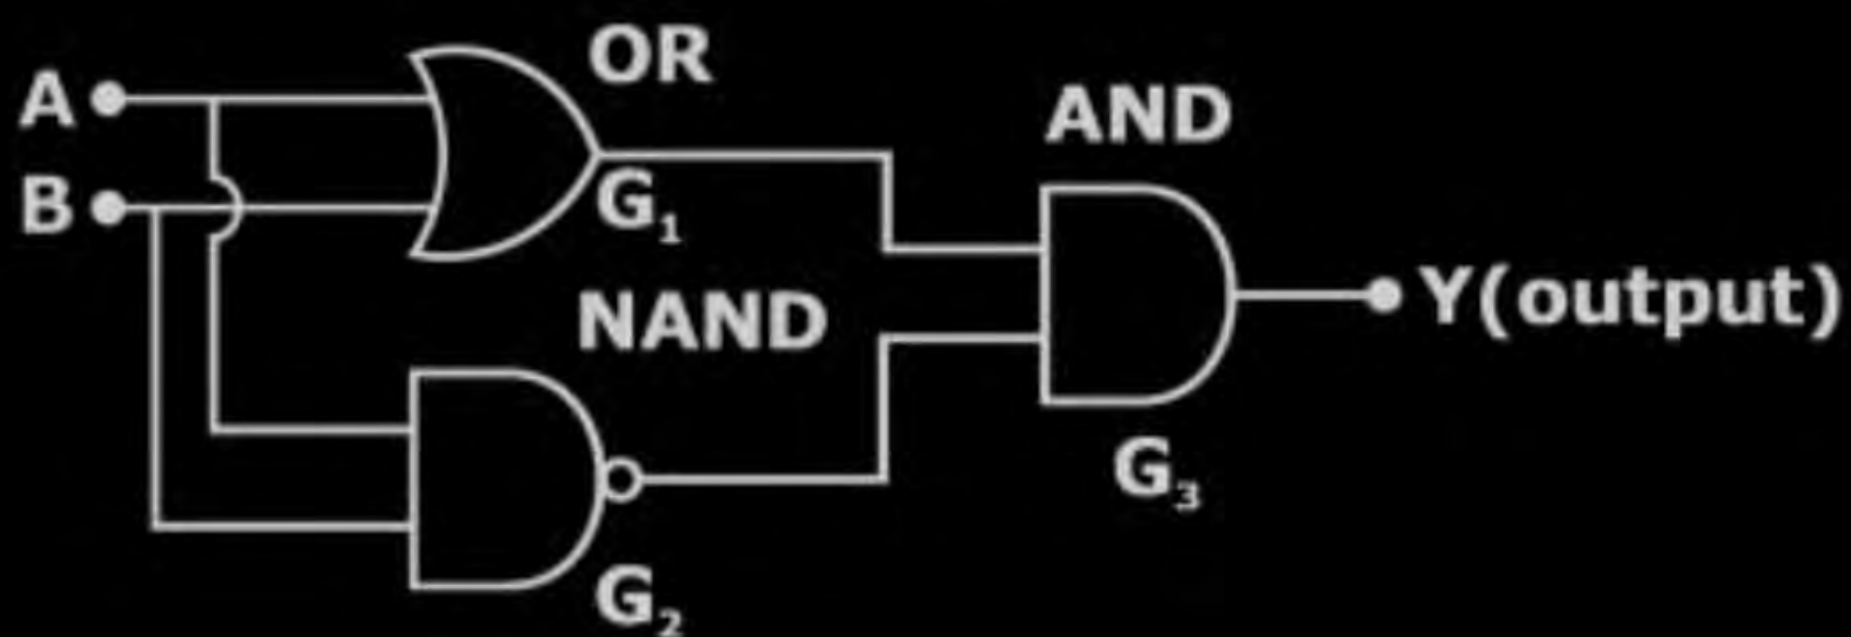 OR
A
AND
B
G₁
Y(output)
NAND
G₃
G₂